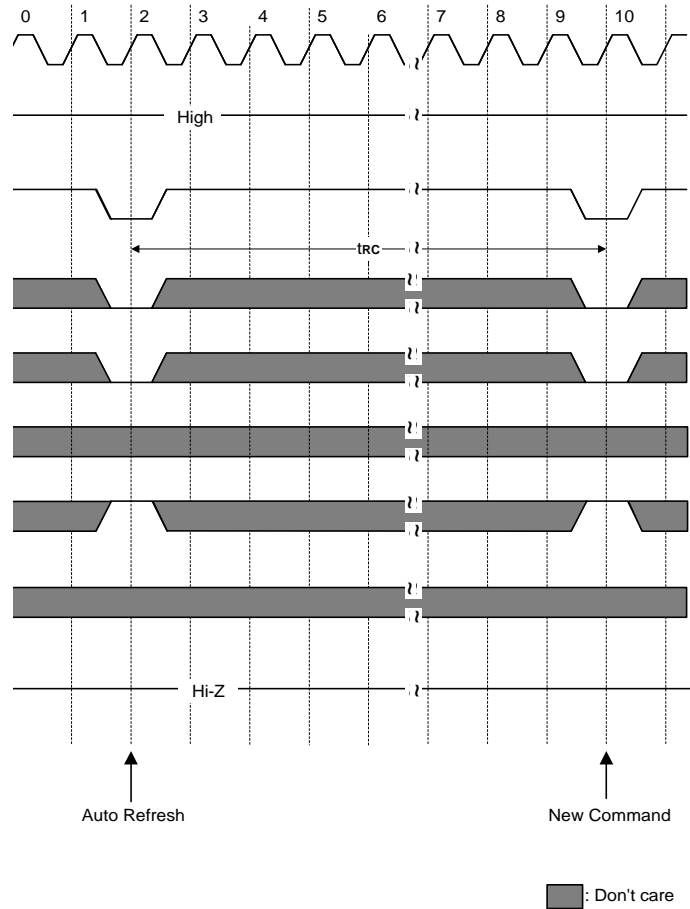 0 1 2 3 4 5 6 7 8 9 10
High
tRC
Hi-Z
Auto Refresh New Command
: Don't care